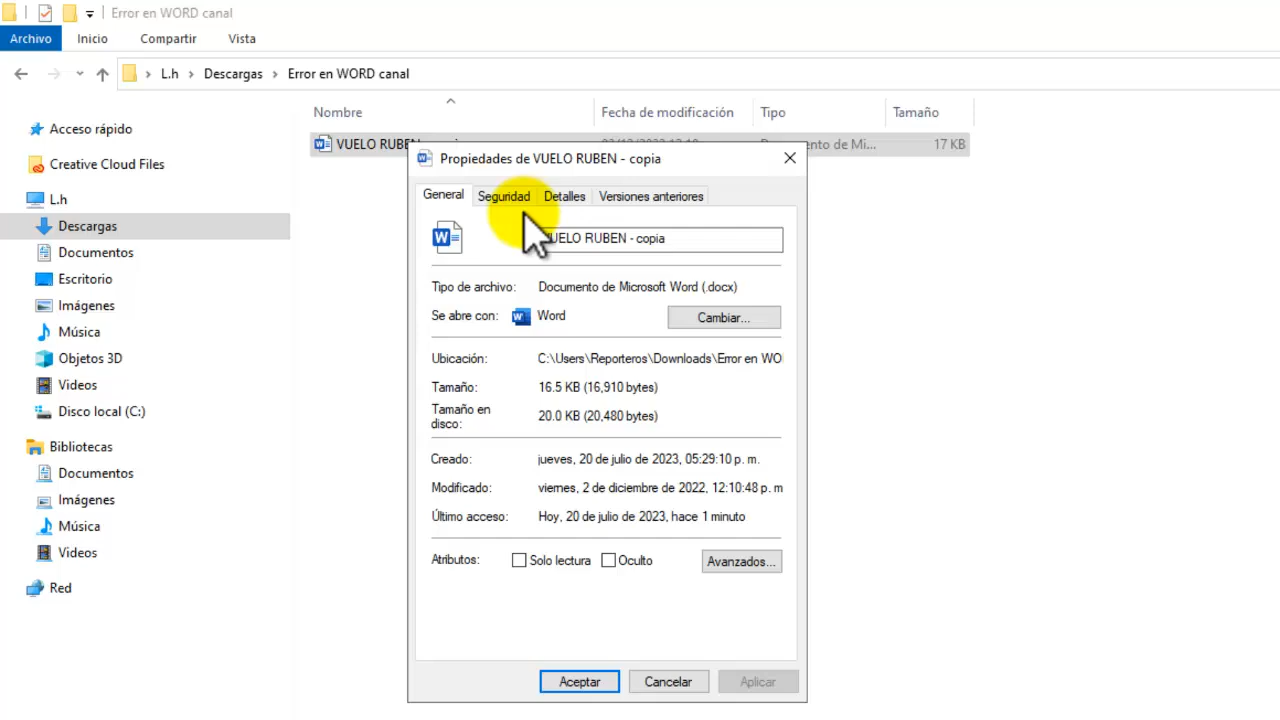 Error en WORD canal
Archivo Inicio Compartir Vista
L.h Descargas Error en WORD canal
Nombre Fecha de modificación Tipo Tamaño
VUELO RUBEN de Mi... 17 KB
Acceso rápido
Creative Cloud Files
L.h
Descargas
Documentos
Escritorio
Imágenes
Música
Objetos 3D
Videos
Disco local (C:)
Bibliotecas
Documentos
Imágenes
Música
Videos
Red
Propiedades de VUELO RUBEN - copia
General Seguridad Detalles Versiones anteriores
VUELO RUBEN - copia
Tipo de archivo: Documento de Microsoft Word (.docx)
Se abre con: Word Cambiar...
Ubicación: C:\Users\Reporteros\Downloads\Error en WO
Tamaño: 16.5 KB (16,910 bytes)
Tamaño en
disco: 20.0 KB (20,480 bytes)
Creado: jueves, 20 de julio de 2023, 05:29:10 p. m.
Modificado: viernes, 2 de diciembre de 2022, 12:10:48 p. m
Último acceso: Hoy, 20 de julio de 2023, hace 1 minuto
Atributos: Solo lectura Oculto Avanzados...
Aceptar Cancelar Aplicar